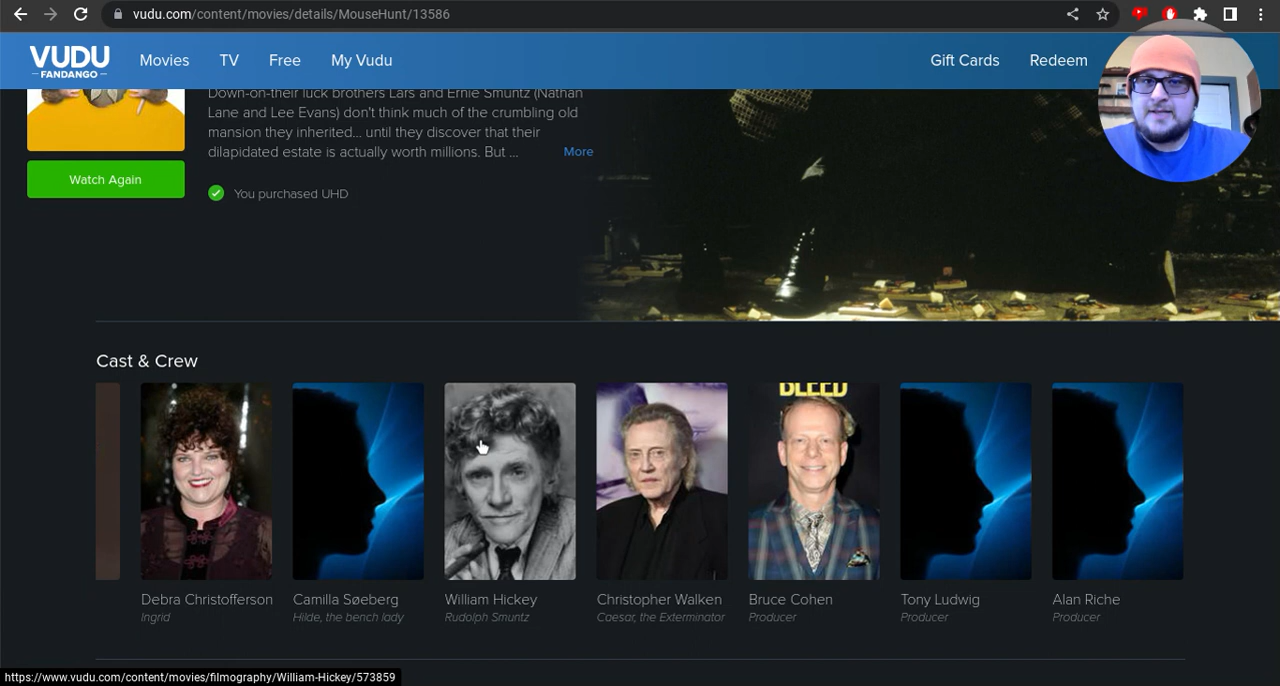 vudu.com/content/movies/details/MouseHunt/13586
VUDU
FANDANGO
Movies
TV
Free
My Vudu
Gift Cards
Redeem
Down-on-their luck brothers Lars and Ernie Smuntz (Nathan
Lane and Lee Evans) don't think much of the crumbling old
mansion they inherited... until they discover that their
dilapidated estate is actually worth millions. But ...
More
Watch Again
You purchased UHD
Cast & Crew
BLEED
Debra Christofferson
Ingrid
Camilla Søeberg
Hilde, the bench lady
William Hickey
Rudolph Smuntz
Christopher Walken
Caesar, the Exterminator
Bruce Cohen
Producer
Tony Ludwig
Producer
Alan Riche
Producer
https://www.vudu.com/content/movies/filmography/William-Hickey/573859